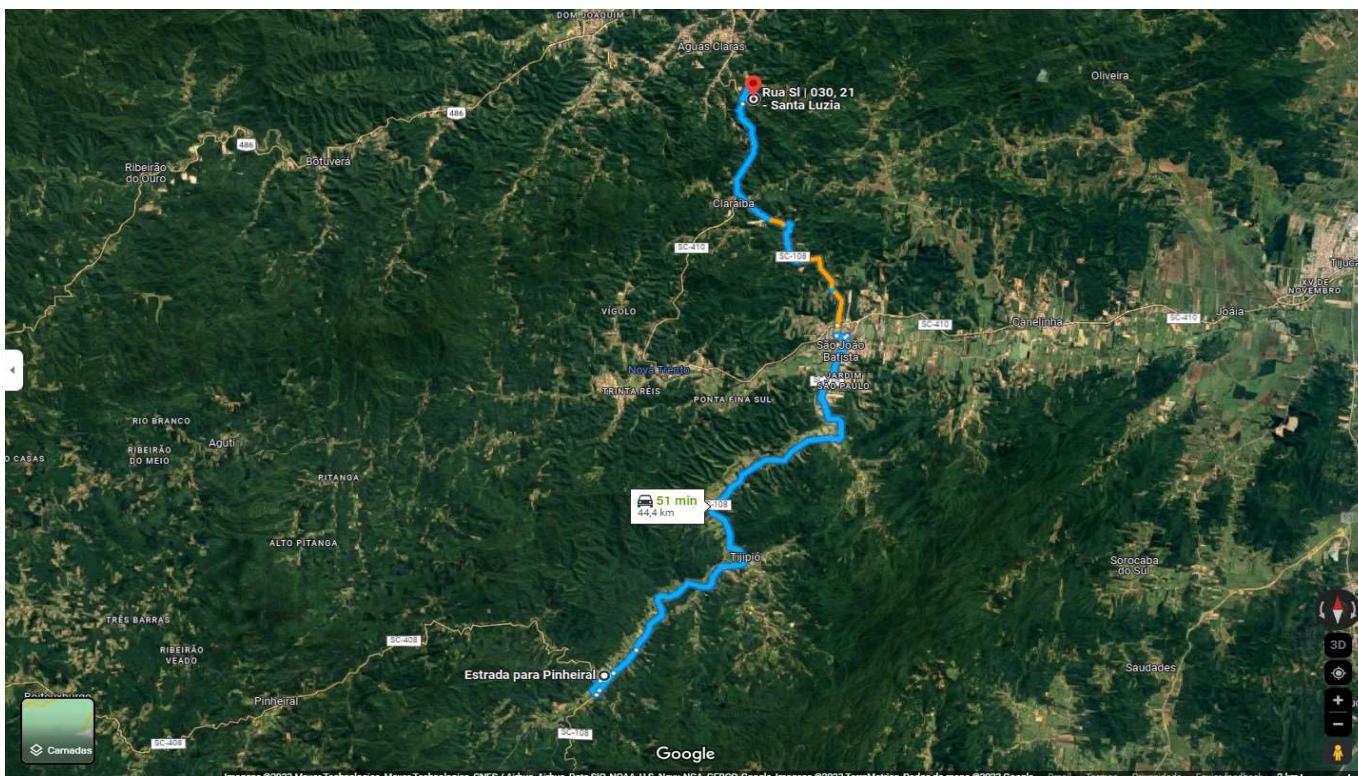 DOM JOAQUIM
Águas Claras
Oliveira
Rua Sl | 030, 21
- Santa Luzia
486
486
Botuverá
Ribeirão
do Ouro
Claraiba
SC-410
SC-108
XV DE
NOVEMBRO
VÍGOLO
SC-410
SC-410
Joáia
Canelinha
São João
Batista
Nova Trento
JARDIM
SÃO PAULO
TRINTA RÉIS
PONTA FINA SUL
RIO BRANCO
Aguti
RIBEIRÃO
DO MEIO
O CASAS
PITANGA
51 min
44,4 km
ALTO PITANGA
Tijipió
Sorocaba
do Sul
TRÊS BARRAS
SC-408
RIBEIRÃO
VEADO
3D
Saudades
Estrada para Pinheiral
Pinheiral
SC-108
SC-408
Camadas
Google